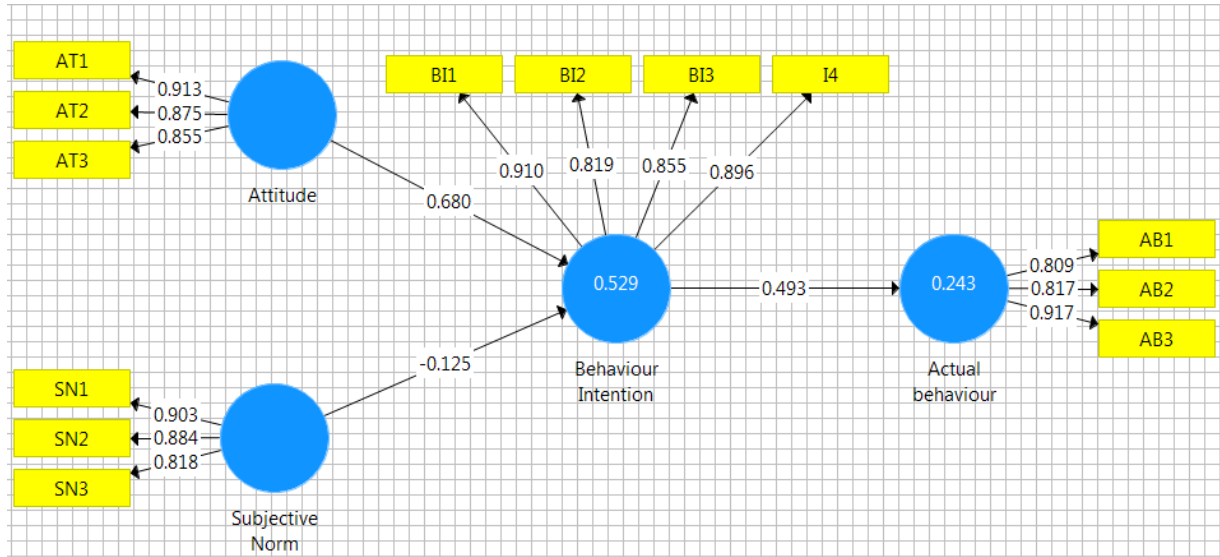 AT1
AT2
AT3
0.913
0.875
0.855
Attitude
BI1
BI2
BI3
I4
0.910
0.819
0.855
0.896
0.680
0.529
Behaviour
Intention
0.493
0.243
Actual
behaviour
0.809
0.817
0.917
AB1
AB2
AB3
-0.125
SN1
SN2
SN3
0.903
0.884
0.818
Subjective
Norm